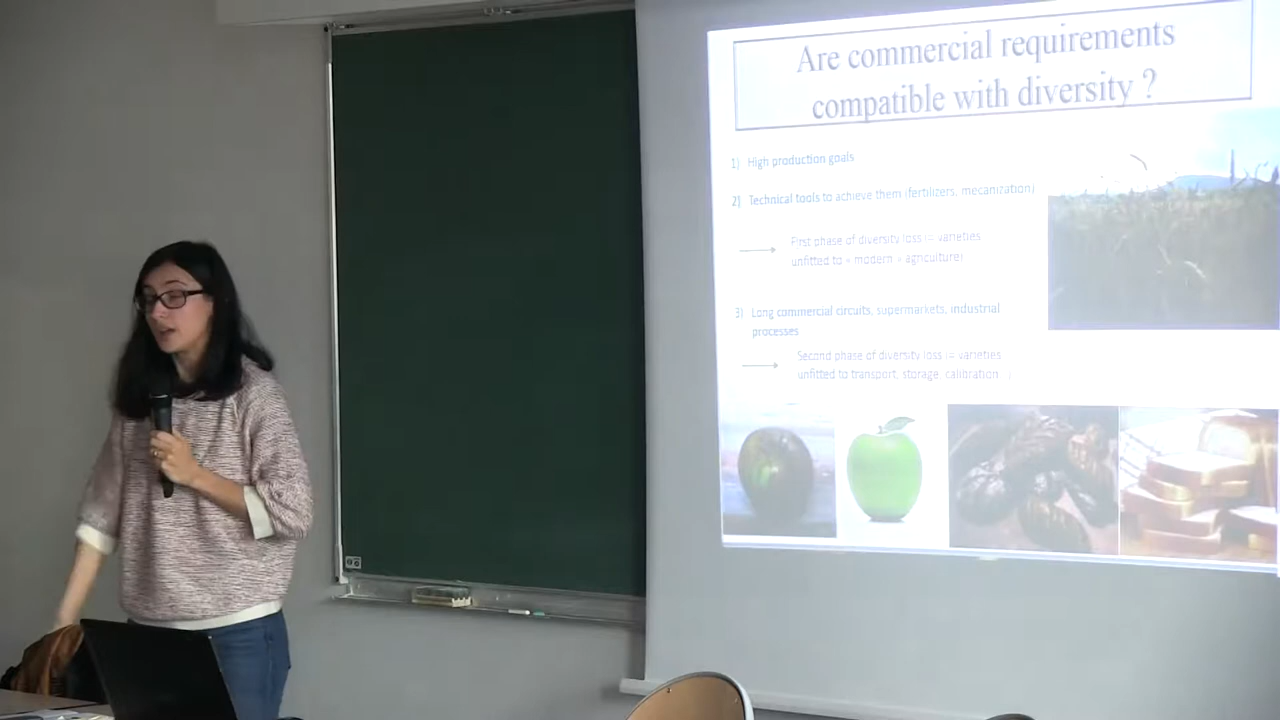 Are commercial requirements
compatible with diversity ?
1) High production goals
2) Technical tools to achieve them (fertilizers, mecanization)
First phase of diversity loss (= varieties
unfitted to « modern » agriculture)
3) Long commercial circuits, supermarkets, industrial
processes
Second phase of diversity loss (= varieties
unfitted to transport, storage, calibration...)